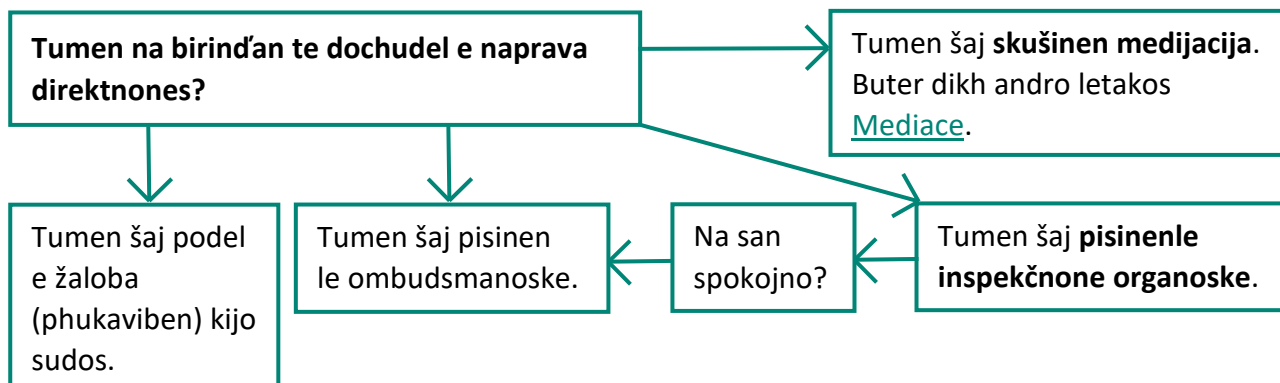 Tumen na birinďan te dochudel e naprava
direktnones?
Tumen šaj skušinen medijacija.
Buter dikh andro letakos
Mediace.
Tumen šaj podel
e žaloba
(phukaviben) kijo
sudos.
Tumen šaj pisinen
le ombudsmanoske.
Na san
spokojno?
Tumen šaj pisinenle
inspekčnone organoske.